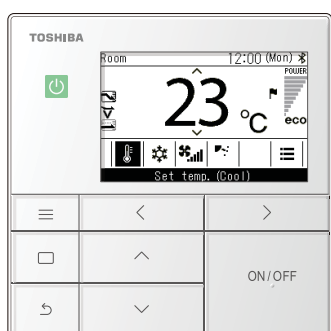 TOSHIBA
Room 12:00 (Mon)
POWER
23 °C
eco
Set temp. (Cool)
ON/OFF